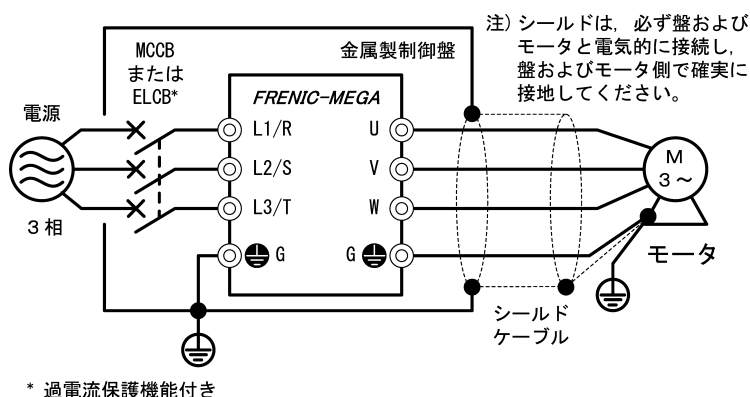 MCCB
または
ELCB*
金属製制御盤
注) シールドは，必ず盤および
モータと電気的に接続し，
盤およびモータ側で確実に
接地してください。
電源
FRENIC-MEGA
L1/R
U
L2/S
V
L3/T
W
G
G
M
3～
3相
モータ
シールド
ケーブル
* 過電流保護機能付き